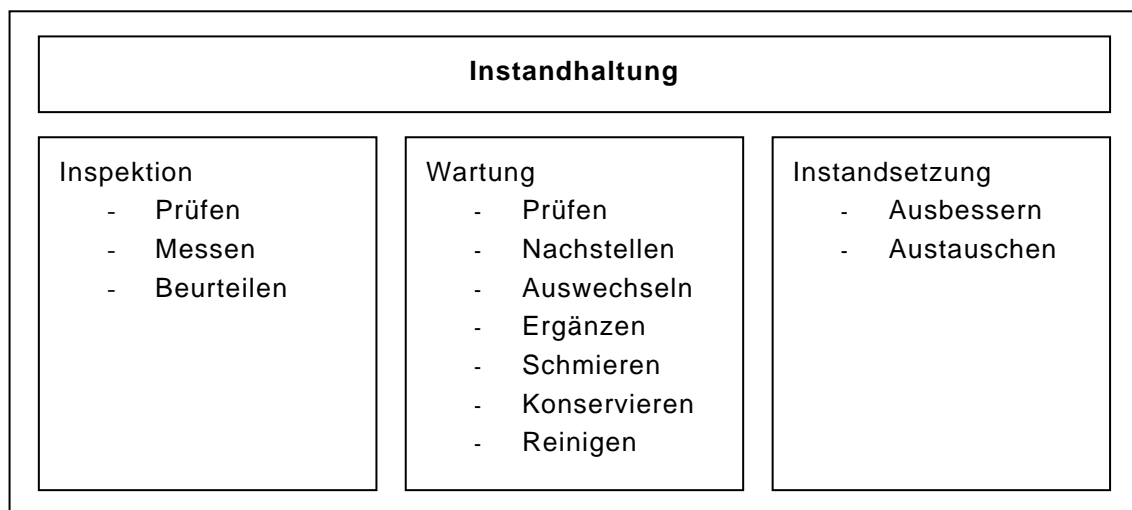 Instandhaltung
Inspektion
- Prüfen
- Messen
- Beurteilen
Wartung
- Prüfen
- Nachstellen
- Auswechseln
- Ergänzen
- Schmieren
- Konservieren
- Reinigen
Instandsetzung
- Ausbessern
- Austauschen